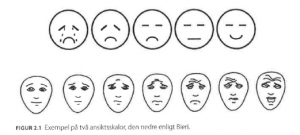 FIGUR 2.1 Exempel på två ansiktsskalor, den nedre enligt Bieri.